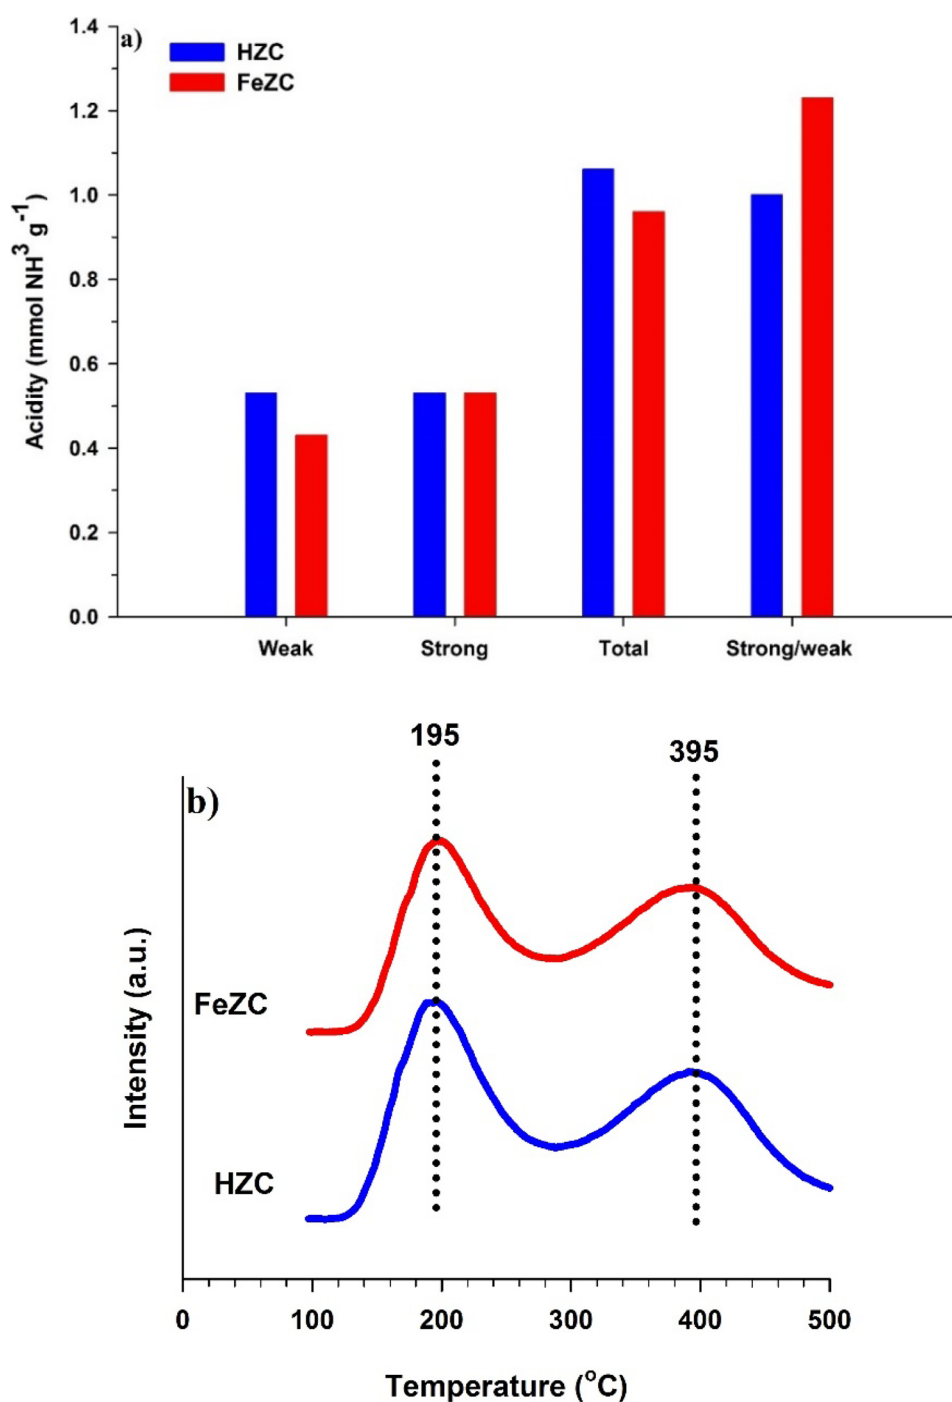 a)
HZC
FeZC
1.4
1.2
1.0
0.8
0.6
0.4
0.2
0.0
Acidity (mmol NH³ g⁻¹)
Weak Strong Total Strong/weak
195 395
b)
FeZC
HZC
Intensity (a.u.)
0 100 200 300 400 500
Temperature (°C)